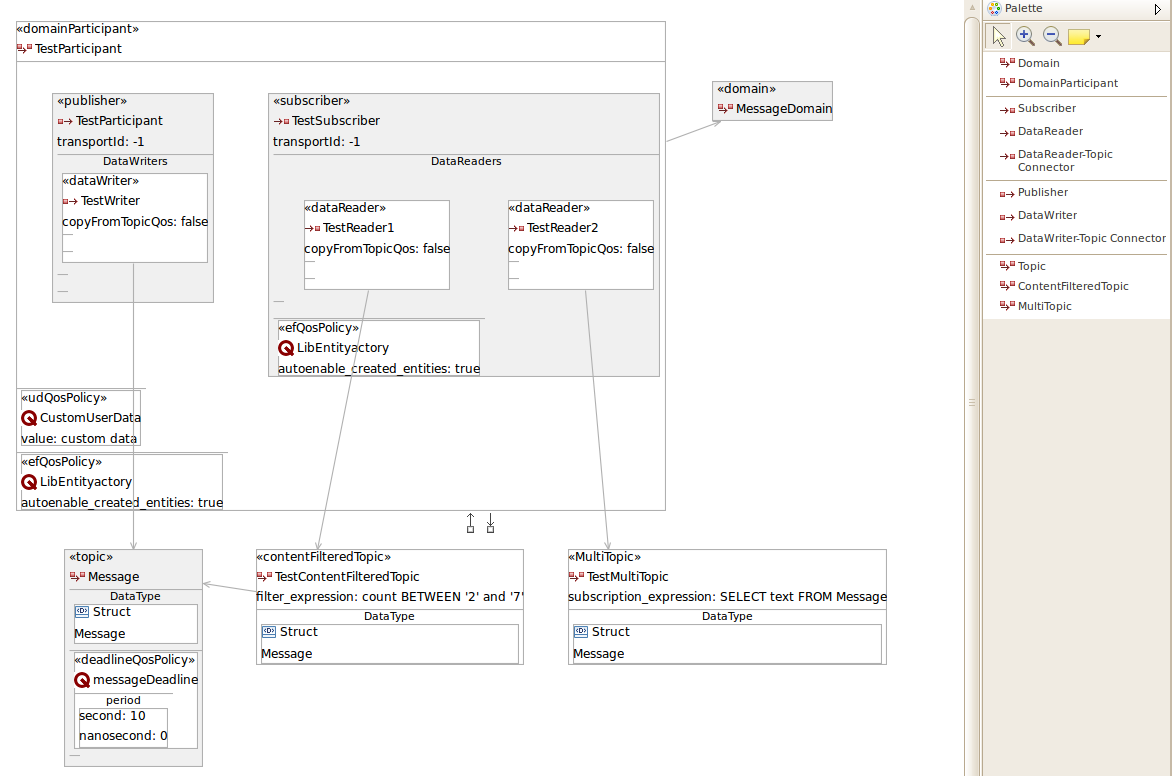 «domainParticipant»
TestParticipant
«publisher»
TestParticipant
transportId: -1
DataWriters
«dataWriter»
TestWriter
copyFromTopicQos: false
«subscriber»
TestSubscriber
transportId: -1
DataReaders
«dataReader»
TestReader1
copyFromTopicQos: false
«dataReader»
TestReader2
copyFromTopicQos: false
«efQosPolicy»
LibEntityactory
autoenable_created_entities: true
«domain»
MessageDomain
«udQosPolicy»
CustomUserData
value: custom data
«efQosPolicy»
LibEntityactory
autoenable_created_entities: true
«topic»
Message
DataType
Struct
Message
«deadlineQosPolicy»
messageDeadline
period
second: 10
nanosecond: 0
«contentFilteredTopic»
TestContentFilteredTopic
filter_expression: count BETWEEN '2' and '7'
DataType
Struct
Message
«MultiTopic»
TestMultiTopic
subscription_expression: SELECT text FROM Message
DataType
Struct
Message
Palette
Domain
DomainParticipant
Subscriber
DataReader
DataReader-Topic
Connector
Publisher
DataWriter
DataWriter-Topic Connector
Topic
ContentFilteredTopic
MultiTopic